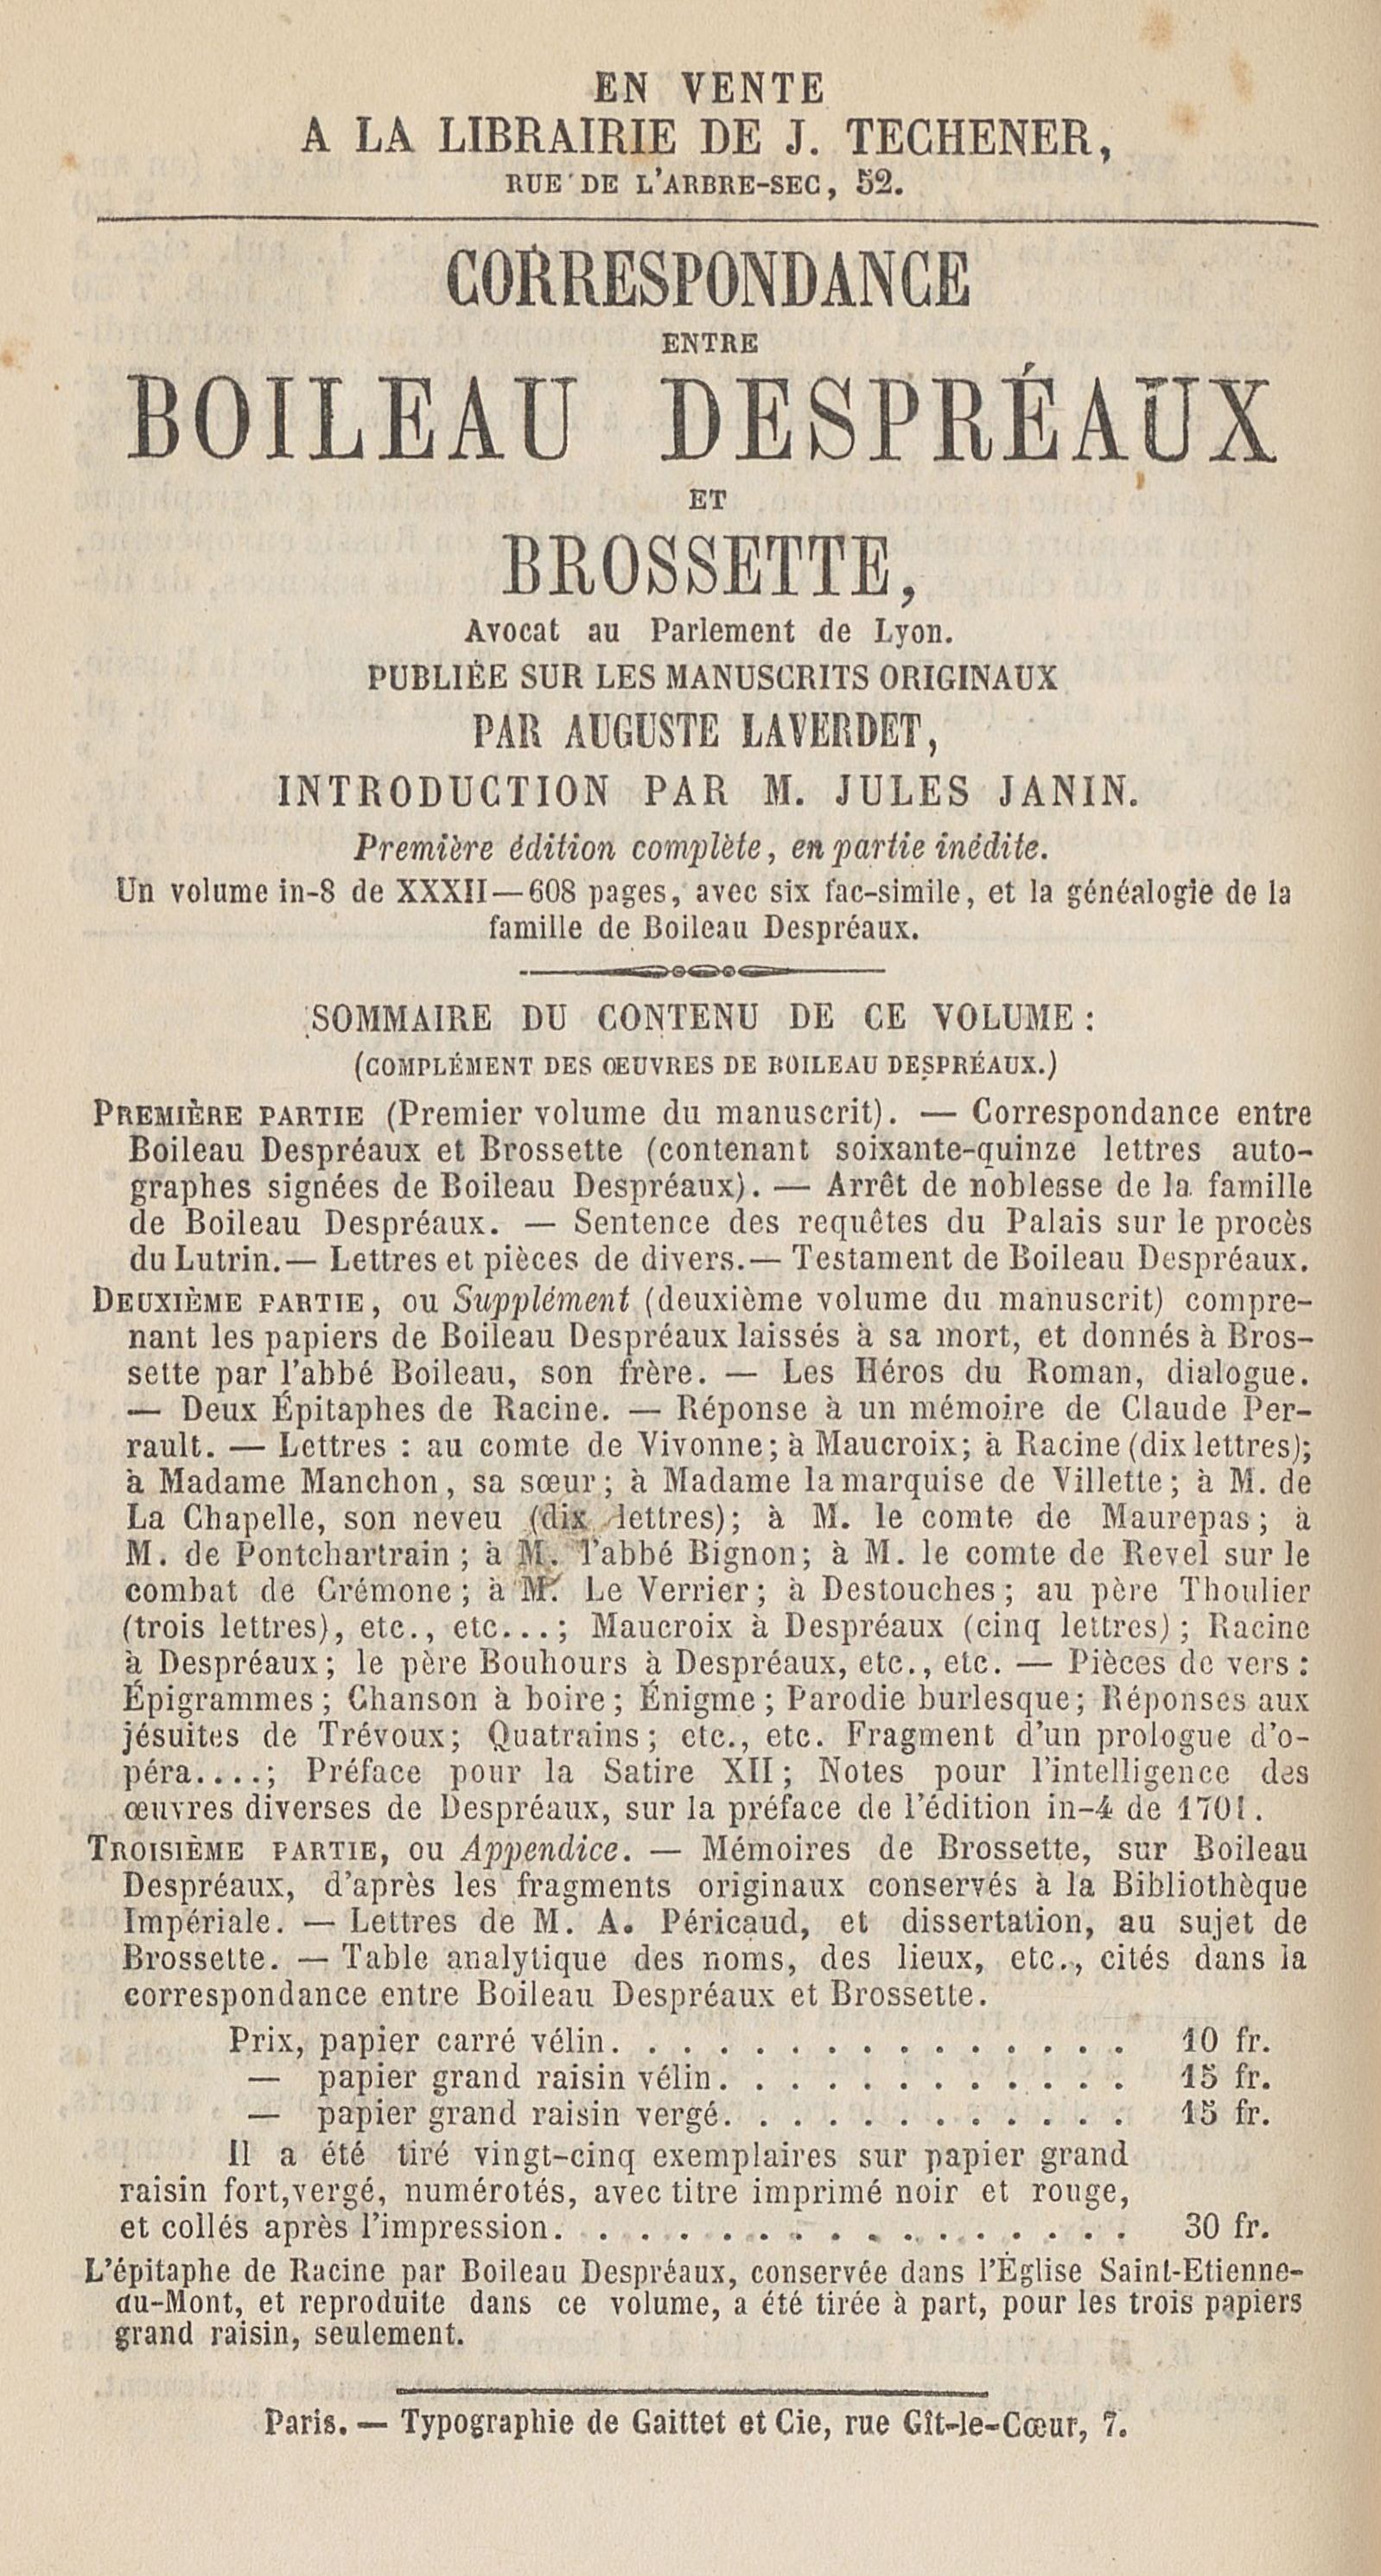 EN VENTE
A LA LIBRAIRIE DE J. TECHENER,
RUE DE L'ARBRE-SEC, 52.
CORRESPONDANCE
ENTRE
BOILEAU DESPRÉAUX
ET
BROSSETTE,
Avocat au Parlement de Lyon.
PUBLIÉE SUR LES MANUSCRITS ORIGINAUX
PAR AUGUSTE LAVERDET,
INTRODUCTION PAR M. JULES JANIN.
Première édition complète, en partie inédite.
Un volume in-8 de XXXII—608 pages, avec six fac-simile, et la généalogie de la
famille de Boileau Despréaux.
SOMMAIRE DU CONTENU DE CE VOLUME :
(COMPLÉMENT DES ŒUVRES DE BOILEAU DESPRÉAUX.)
PREMIÈRE PARTIE (Premier volume du manuscrit). — Correspondance entre
Boileau Despréaux et Brossette (contenant soixante-quinze lettres auto-
graphes signées de Boileau Despréaux). — Arrêt de noblesse de la famille
de Boileau Despréaux. — Sentence des requêtes du Palais sur le procès
du Lutrin.— Lettres et pièces de divers.— Testament de Boileau Despréaux.
DEUXIÈME PARTIE, ou Supplément (deuxième volume du manuscrit) compre-
nant les papiers de Boileau Despréaux laissés à sa mort, et donnés à Bros-
sette par l'abbé Boileau, son frère. — Les Héros du Roman, dialogue.
— Deux Épitaphes de Racine. — Réponse à un mémoire de Claude Per-
rault. — Lettres : au comte de Vivonne; à Maucroix; à Racine (dix lettres);
à Madame Manchon, sa sœur; à Madame la marquise de Villette; à M. de
La Chapelle, son neveu (dix lettres); à M. le comte de Maurepas; à
M. de Pontchartrain; à M. l'abbé Bignon; à M. le comte de Revel sur le
combat de Crémone; à M. Le Verrier; à Destouches; au père Thoulier
(trois lettres), etc., etc...; Maucroix à Despréaux (cinq lettres); Racine
à Despréaux; le père Bouhours à Despréaux, etc., etc. — Pièces de vers :
Épigrammes; Chanson à boire; Énigme; Parodie burlesque; Réponses aux
jésuites de Trévoux; Quatrains; etc., etc. Fragment d'un prologue d'o-
péra....; Préface pour la Satire XII; Notes pour l'intelligence des
œuvres diverses de Despréaux, sur la préface de l'édition in-4 de 1701.
TROISIÈME PARTIE, ou Appendice. — Mémoires de Brossette, sur Boileau
Despréaux, d'après les fragments originaux conservés à la Bibliothèque
Impériale. — Lettres de M. A. Péricaud, et dissertation, au sujet de
Brossette. — Table analytique des noms, des lieux, etc., cités dans la
correspondance entre Boileau Despréaux et Brossette.
Prix, papier carré vélin. . . . . . . . . . . . . . . 10 fr.
— papier grand raisin vélin. . . . . . . . . . . . 15 fr.
— papier grand raisin vergé. . . . . . . . . . . . 15 fr.
Il a été tiré vingt-cinq exemplaires sur papier grand
raisin fort, vergé, numérotés, avec titre imprimé noir et rouge,
et collés après l'impression. . . . . . . . . . . . . . . . 30 fr.
L'épitaphe de Racine par Boileau Despréaux, conservée dans l'Église Saint-Etienne-
du-Mont, et reproduite dans ce volume, a été tirée à part, pour les trois papiers
grand raisin, seulement.
Paris. — Typographie de Gaittet et Cie, rue Gît-le-Cœur, 7.